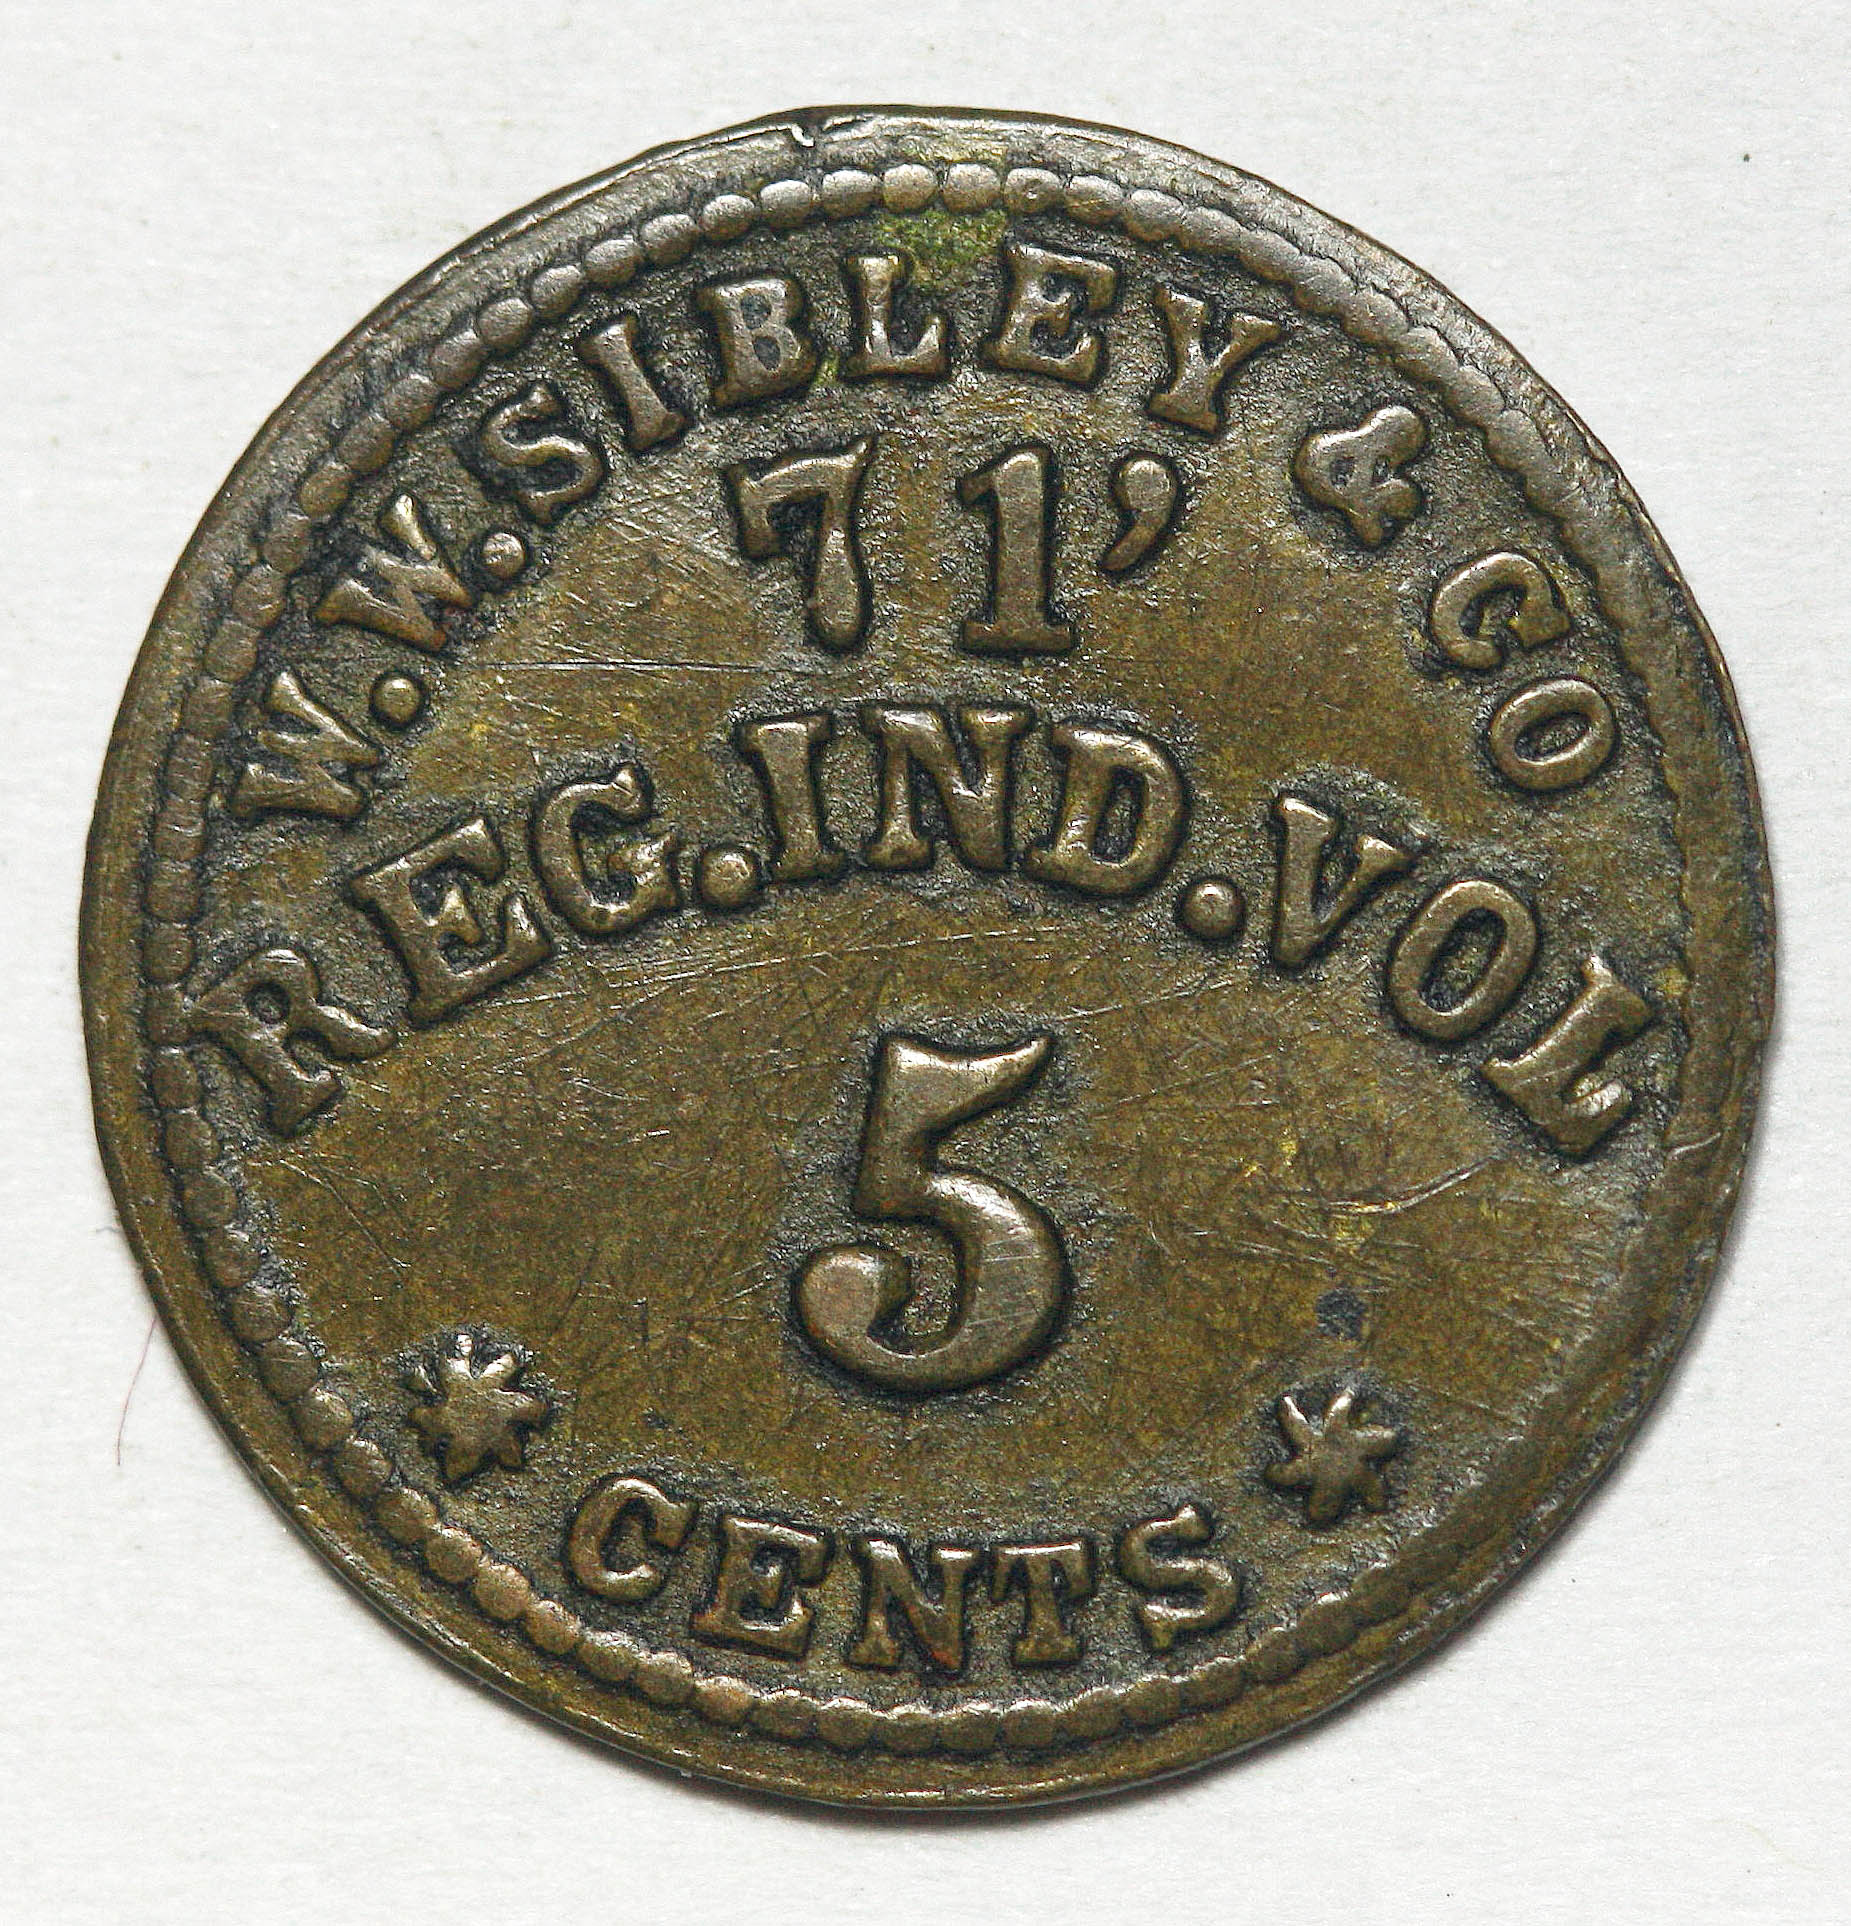 W.W.SIBLEY & CO
71'
REG.IND.VOL
5
CENTS